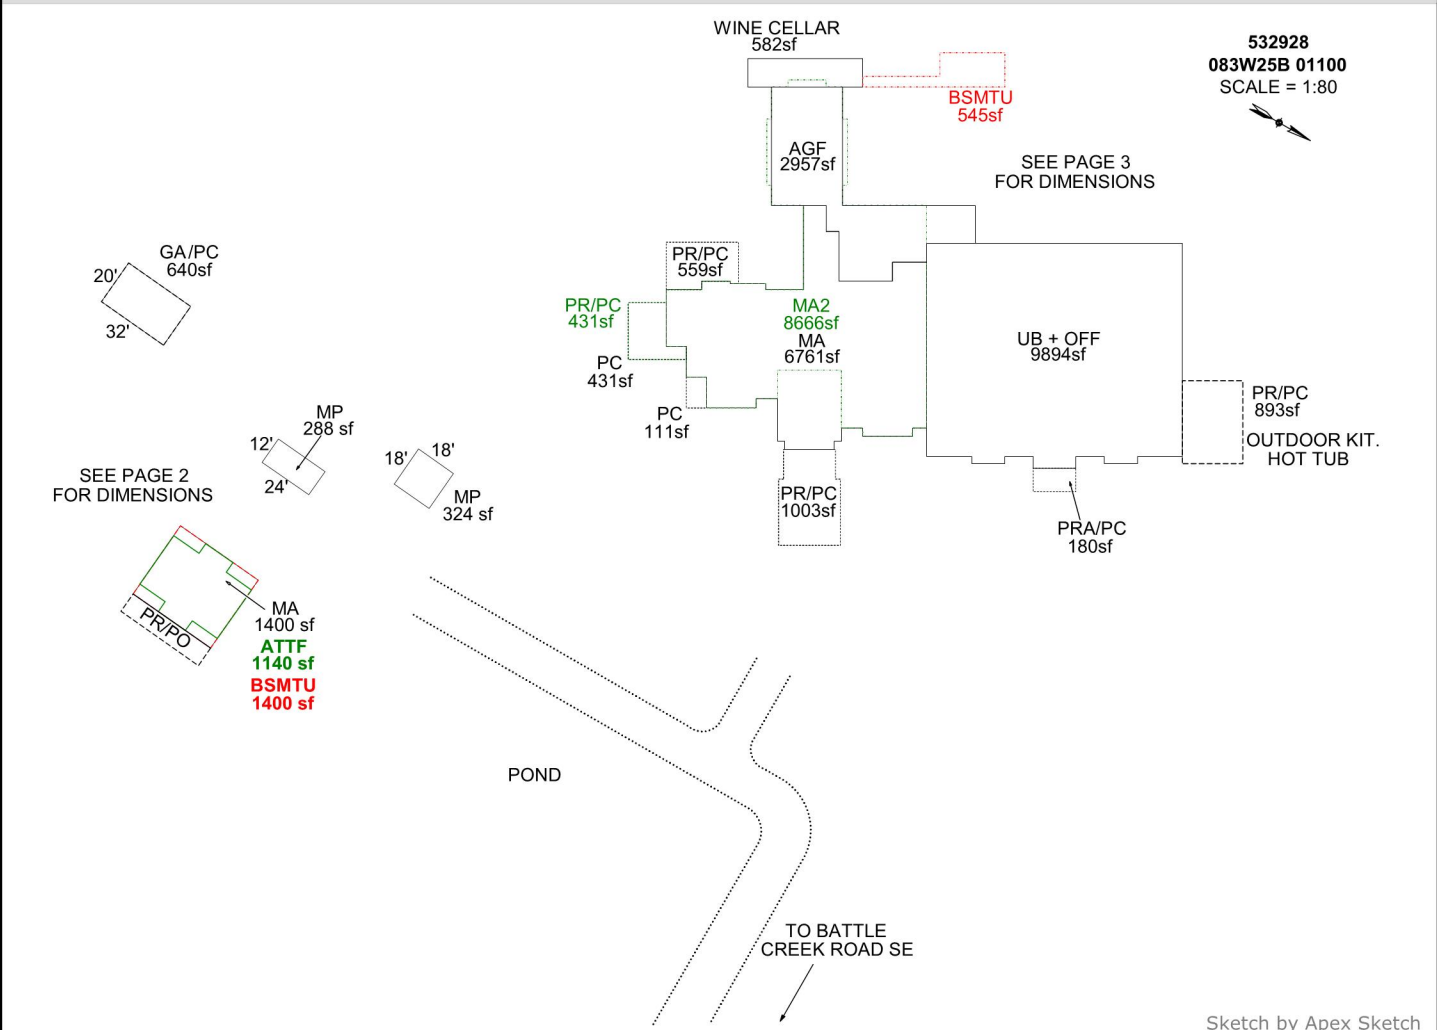 WINE CELLAR
582sf
532928
083W25B 01100
SCALE = 1:80
BSMTU
545sf
AGF
2957sf
SEE PAGE 3
FOR DIMENSIONS
GA/PC
640sf
20'
32'
PR/PC
559sf
PR/PC
431sf
MA2
8666sf
MA
6761sf
UB + OFF
9894sf
PC
431sf
PC
111sf
PR/PC
893sf
OUTDOOR KIT.
HOT TUB
MP
288 sf
12'
24'
18'
18'
MP
324 sf
SEE PAGE 2
FOR DIMENSIONS
PR/PC
1003sf
PRA/PC
180sf
PR/PO
MA
1400 sf
ATTF
1140 sf
BSMTU
1400 sf
POND
TO BATTLE
CREEK ROAD SE
Sketch by Apex Sketch